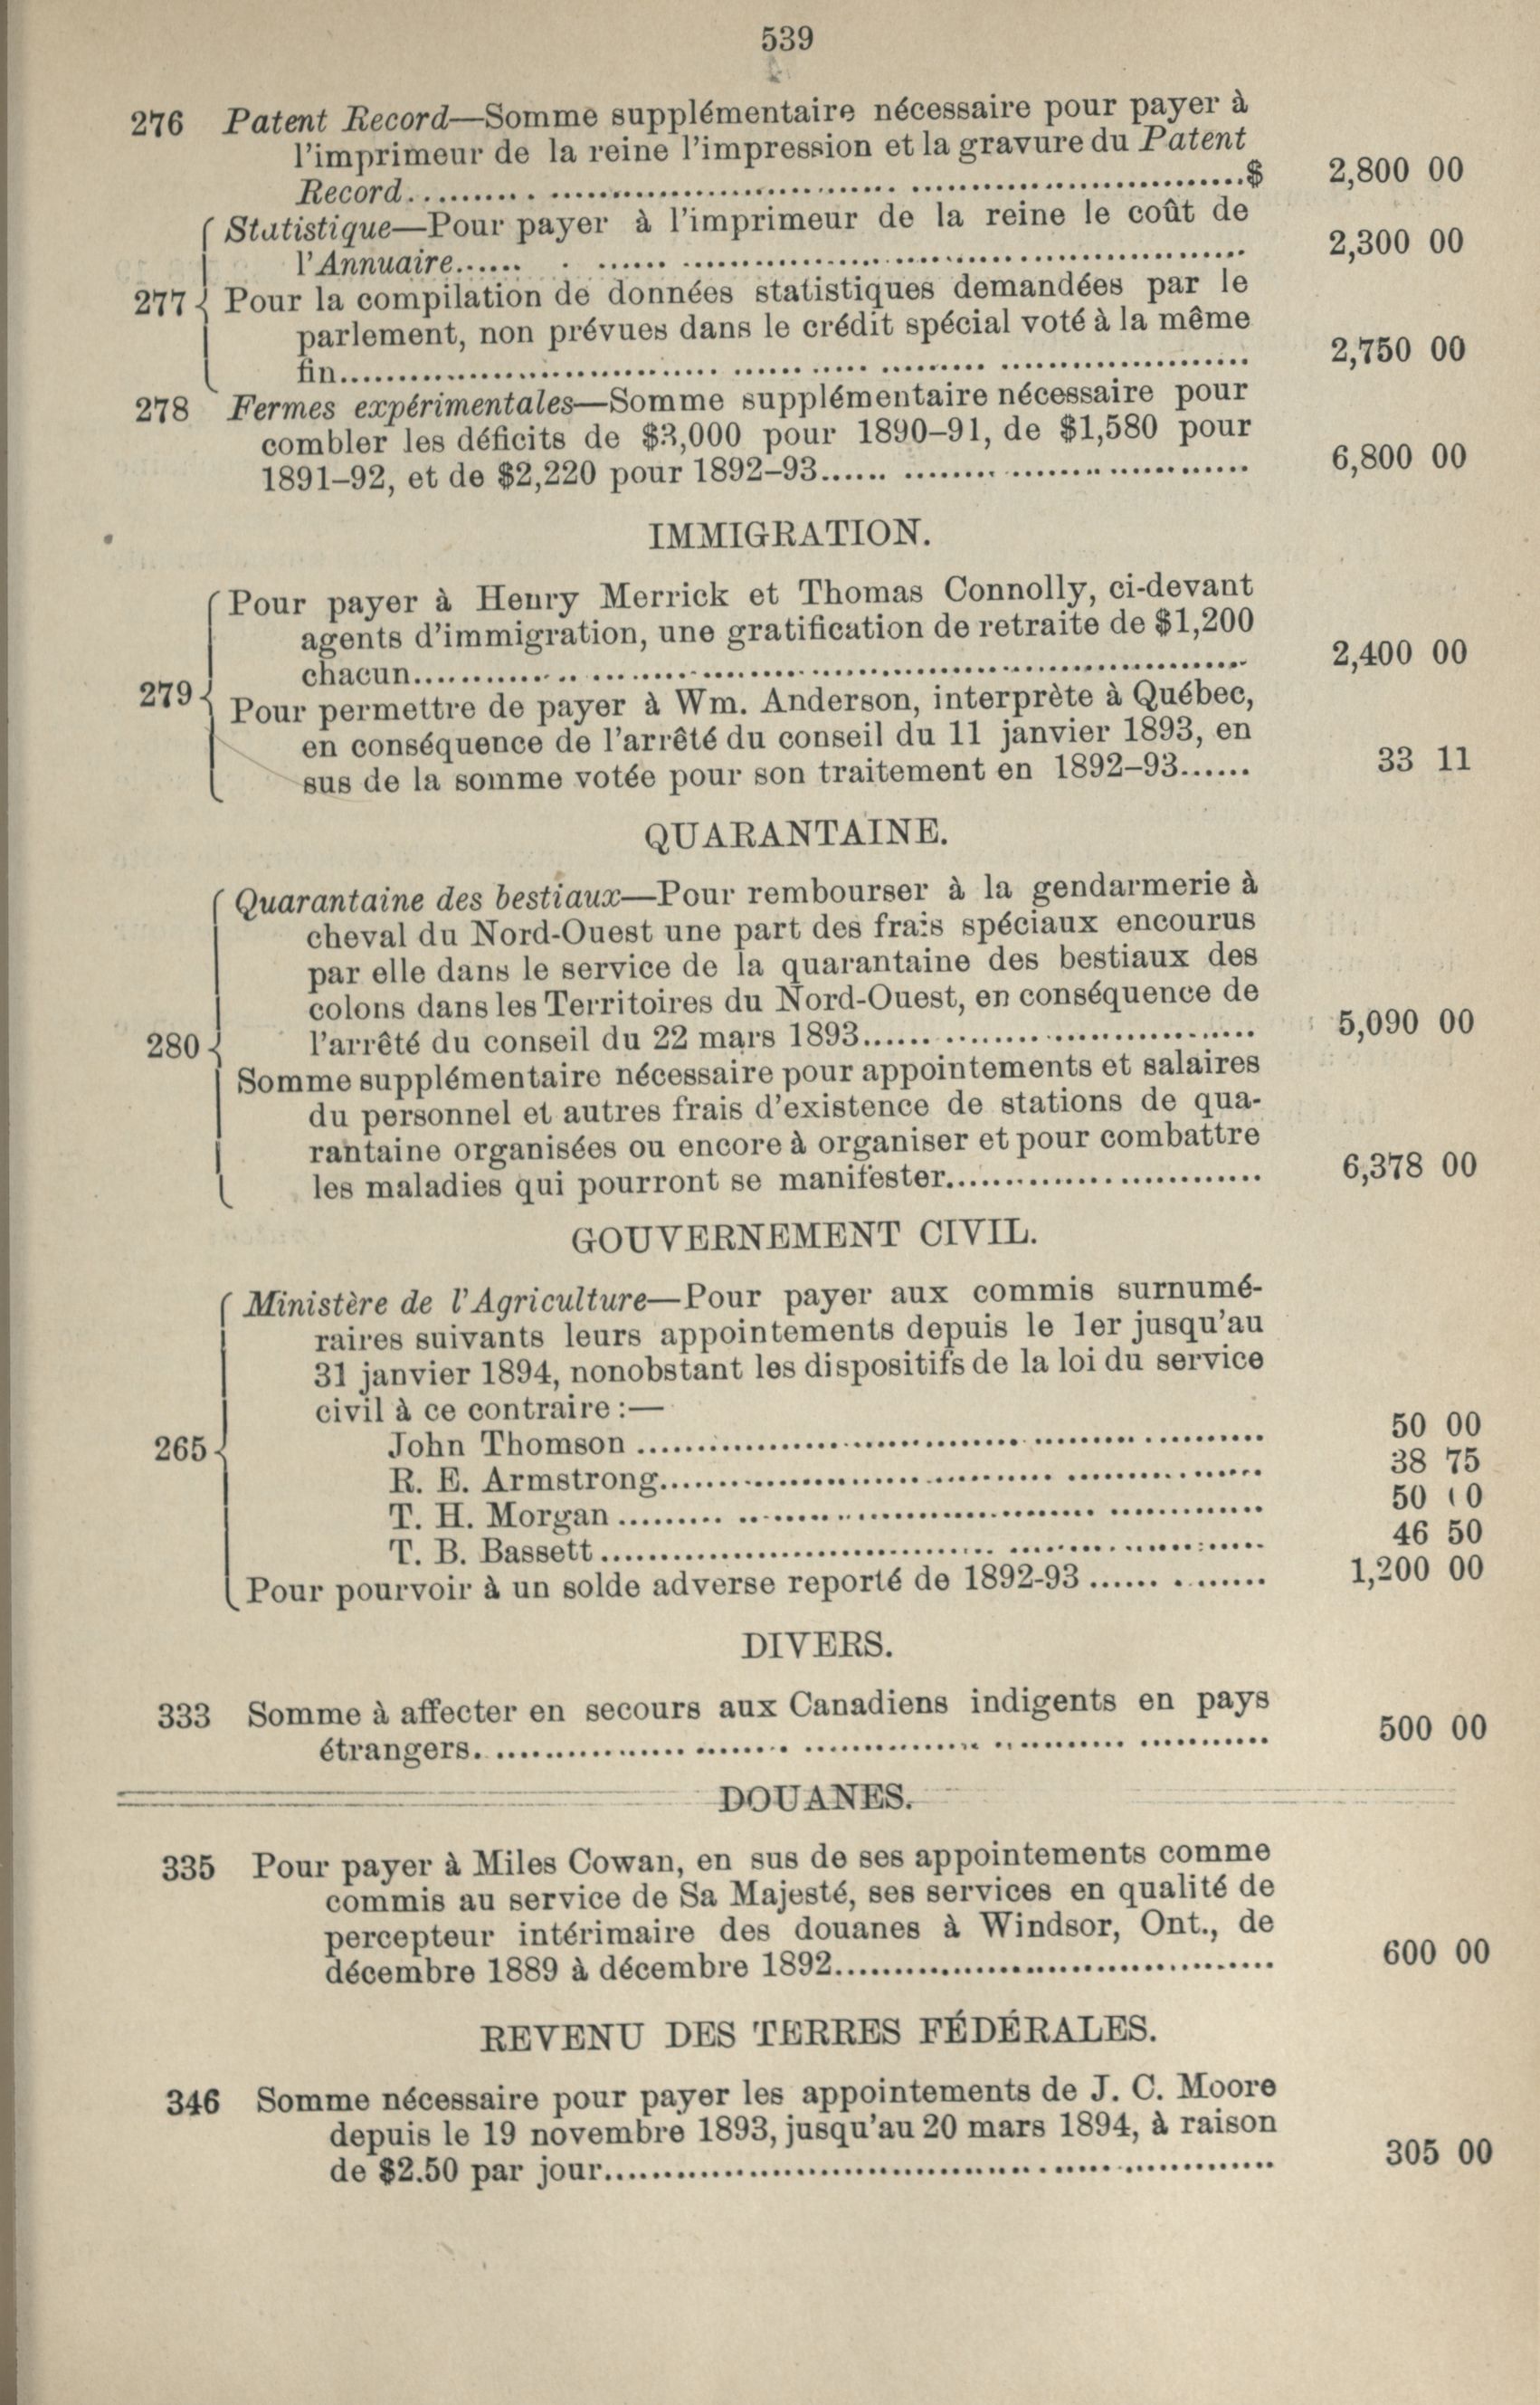 539
276 Patent Record—Somme supplémentaire nécessaire pour payer à
l'imprimeur de la reine l'impression et la gravure du Patent
Record.......... ...................................................$ 2,800 00
Statistique—Pour payer à l'imprimeur de la reine le coût de
l'Annuaire...... . ...... ................................................ 2,300 00
277 Pour la compilation de données statistiques demandées par le
parlement, non prévues dans le crédit spécial voté à la même
fin................................ ...... ..... ......... .................... 2,750 00
278 Fermes expérimentales—Somme supplémentaire nécessaire pour
combler les déficits de $3,000 pour 1890-91, de $1,580 pour
1891-92, et de $2,220 pour 1892-93...... ........ ........ ............ 6,800 00
IMMIGRATION.
Pour payer à Henry Merrick et Thomas Connolly, ci-devant
agents d'immigration, une gratification de retraite de $1,200
chacun............ .. .................................................... 2,400 00
279 Pour permettre de payer à Wm. Anderson, interprète à Québec,
en conséquence de l'arrêté du conseil du 11 janvier 1893, en
sus de la somme votée pour son traitement en 1892-93...... 33 11
QUARANTAINE.
Quarantaine des bestiaux—Pour rembourser à la gendarmerie à
cheval du Nord-Ouest une part des frais spéciaux encourus
par elle dans le service de la quarantaine des bestiaux des
colons dans les Territoires du Nord-Ouest, en conséquence de
280 l'arrêté du conseil du 22 mars 1893...... ......................... 5,090 00
Somme supplémentaire nécessaire pour appointements et salaires
du personnel et autres frais d'existence de stations de qua-
rantaine organisées ou encore à organiser et pour combattre
les maladies qui pourront se manifester.......................... 6,378 00
GOUVERNEMENT CIVIL.
Ministère de l'Agriculture—Pour payer aux commis surnumé-
raires suivants leurs appointements depuis le 1er jusqu'au
31 janvier 1894, nonobstant les dispositifs de la loi du service
civil à ce contraire :—
265 John Thomson ................................ ........ .......... 50 00
R. E. Armstrong................................ ......... ....... 38 75
T. H. Morgan ......... .............................. ............ 50 0
T. B. Bassett ................................ ..................... 46 50
Pour pourvoir à un solde adverse reporté de 1892-93 ...... . ...... 1,200 00
DIVERS.
333 Somme à affecter en secours aux Canadiens indigents en pays
étrangers. ................ ....... ............... .......... ........... 500 00
DOUANES.
335 Pour payer à Miles Cowan, en sus de ses appointements comme
commis au service de Sa Majesté, ses services en qualité de
percepteur intérimaire des douanes à Windsor, Ont., de
décembre 1889 à décembre 1892..................................... 600 00
REVENU DES TERRES FÉDÉRALES.
346 Somme nécessaire pour payer les appointements de J. C. Moore
depuis le 19 novembre 1893, jusqu'au 20 mars 1894, à raison
de $2.50 par jour...................................................... 305 00